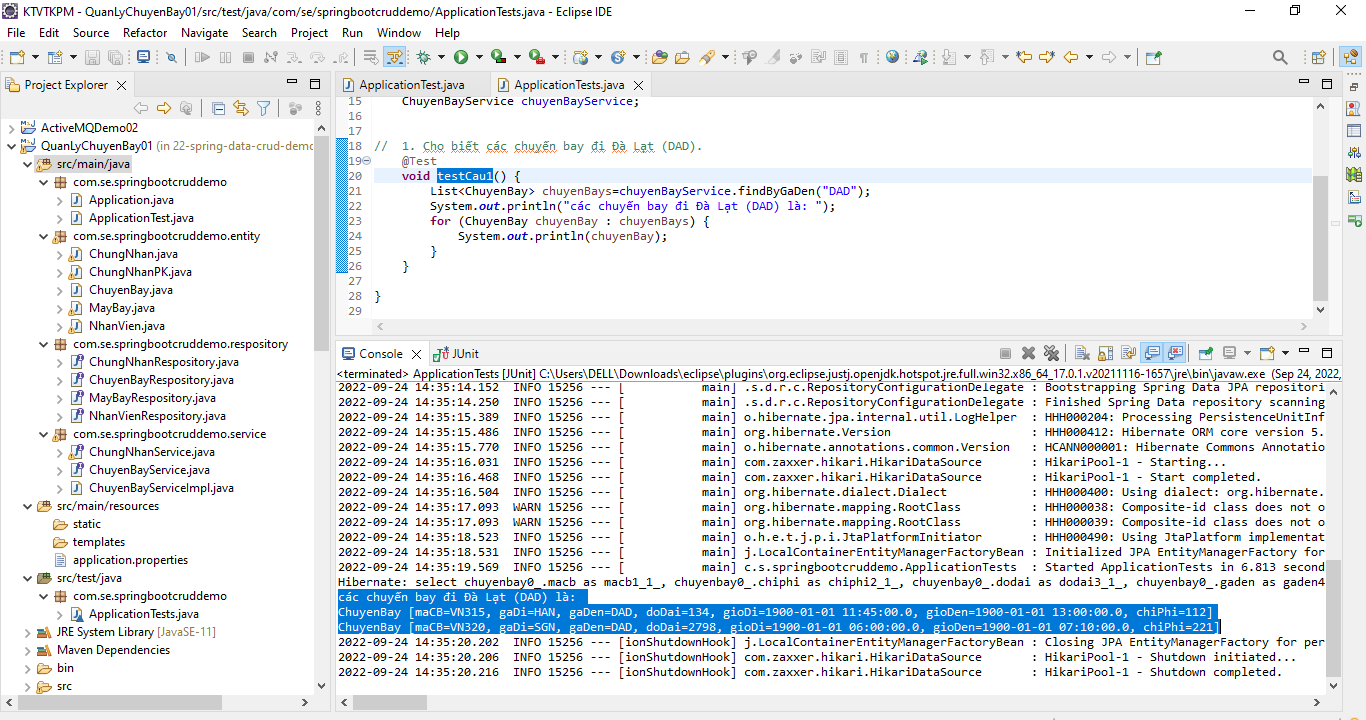 KTVTKPM - QuanLyChuyenBay01/src/test/java/com/se/springbootcruddemo/ApplicationTests.java - Eclipse IDE
File Edit Source Refactor Navigate Search Project Run Window Help
Project Explorer
ActiveMQDemo02
QuanLyChuyenBay01 (in 22-spring-data-crud-demo
src/main/java
com.se.springbootcruddemo
Application.java
ApplicationTest.java
com.se.springbootcruddemo.entity
ChungNhan.java
ChungNhanPK.java
ChuyenBay.java
MayBay.java
NhanVien.java
com.se.springbootcruddemo.respository
ChungNhanRespository.java
ChuyenBayRespository.java
MayBayRespository.java
NhanVienRespository.java
com.se.springbootcruddemo.service
ChungNhanService.java
ChuyenBayService.java
ChuyenBayServiceImpl.java
src/main/resources
static
templates
application.properties
src/test/java
com.se.springbootcruddemo
ApplicationTests.java
JRE System Library [JavaSE-11]
Maven Dependencies
bin
src
ApplicationTest.java ApplicationTests.java
15 ChuyenBayService chuyenBayService;
16
17
18 // 1. Cho biết các chuyến bay đi Đà Lạt (DAD).
19 @Test
20 void testCau1() {
21 List<ChuyenBay> chuyenBays=chuyenBayService.findByGaDen("DAD");
22 System.out.println("các chuyến bay đi Đà Lạt (DAD) là: ");
23 for (ChuyenBay chuyenBay : chuyenBays) {
24 System.out.println(chuyenBay);
25 }
26 }
27
28 }
29
Console JUnit
<terminated> ApplicationTests [JUnit] C:\Users\DELL\Downloads\eclipse\plugins\org.eclipse.justj.openjdk.hotspot.jre.full.win32.x86_64_17.0.1.v20211116-1657\jre\bin\javaw.exe (Sep 24, 2022,
2022-09-24 14:35:14.152 INFO 15256 --- [ main] .s.d.r.c.RepositoryConfigurationDelegate : Bootstrapping Spring Data JPA repositori
2022-09-24 14:35:14.250 INFO 15256 --- [ main] .s.d.r.c.RepositoryConfigurationDelegate : Finished Spring Data repository scanning
2022-09-24 14:35:15.389 INFO 15256 --- [ main] o.hibernate.jpa.internal.util.LogHelper : HHH000204: Processing PersistenceUnitInf
2022-09-24 14:35:15.486 INFO 15256 --- [ main] org.hibernate.Version : HHH000412: Hibernate ORM core version 5.
2022-09-24 14:35:15.770 INFO 15256 --- [ main] o.hibernate.annotations.common.Version : HCANN000001: Hibernate Commons Annotatio
2022-09-24 14:35:16.031 INFO 15256 --- [ main] com.zaxxer.hikari.HikariDataSource : HikariPool-1 - Starting...
2022-09-24 14:35:16.468 INFO 15256 --- [ main] com.zaxxer.hikari.HikariDataSource : HikariPool-1 - Start completed.
2022-09-24 14:35:16.504 INFO 15256 --- [ main] org.hibernate.dialect.Dialect : HHH000400: Using dialect: org.hibernate.
2022-09-24 14:35:17.093 WARN 15256 --- [ main] org.hibernate.mapping.RootClass : HHH000038: Composite-id class does not o
2022-09-24 14:35:17.093 WARN 15256 --- [ main] org.hibernate.mapping.RootClass : HHH000039: Composite-id class does not o
2022-09-24 14:35:18.523 INFO 15256 --- [ main] o.h.e.t.j.p.i.JtaPlatformInitiator : HHH000490: Using JtaPlatform implementat
2022-09-24 14:35:18.531 INFO 15256 --- [ main] j.LocalContainerEntityManagerFactoryBean : Initialized JPA EntityManagerFactory for
2022-09-24 14:35:19.569 INFO 15256 --- [ main] c.s.springbootcruddemo.ApplicationTests : Started ApplicationTests in 6.813 second
Hibernate: select chuyenbay0_.macb as macb1_1_, chuyenbay0_.chiphi as chiphi2_1_, chuyenbay0_.dodai as dodai3_1_, chuyenbay0_.gaden as gaden4
các chuyến bay đi Đà Lạt (DAD) là:
ChuyenBay [maCB=VN315, gaDi=HAN, gaDen=DAD, doDai=134, gioDi=1900-01-01 11:45:00.0, gioDen=1900-01-01 13:00:00.0, chiPhi=112]
ChuyenBay [maCB=VN320, gaDi=SGN, gaDen=DAD, doDai=2798, gioDi=1900-01-01 06:00:00.0, gioDen=1900-01-01 07:10:00.0, chiPhi=221]
2022-09-24 14:35:20.202 INFO 15256 --- [ionShutdownHook] j.LocalContainerEntityManagerFactoryBean : Closing JPA EntityManagerFactory for per
2022-09-24 14:35:20.206 INFO 15256 --- [ionShutdownHook] com.zaxxer.hikari.HikariDataSource : HikariPool-1 - Shutdown initiated...
2022-09-24 14:35:20.216 INFO 15256 --- [ionShutdownHook] com.zaxxer.hikari.HikariDataSource : HikariPool-1 - Shutdown completed.